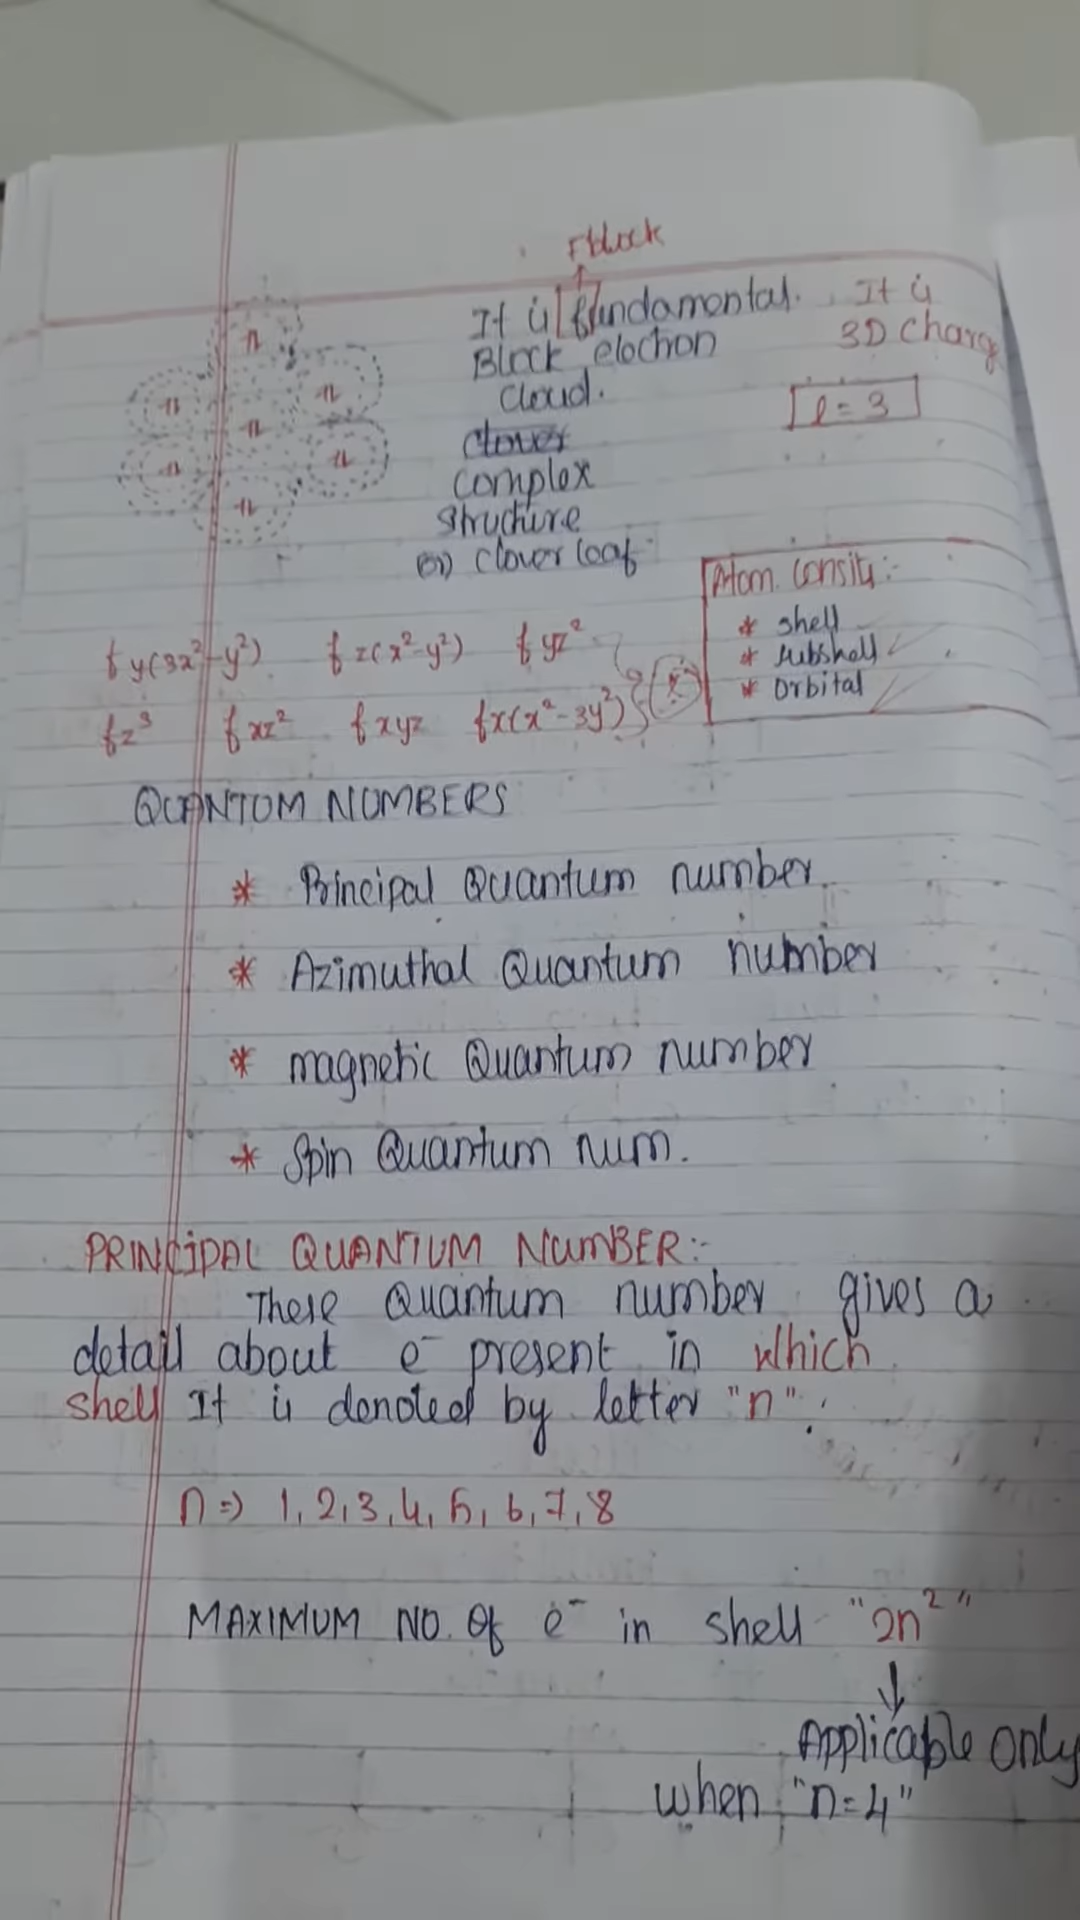 F block
It is fundamental. It is
Block electron 3D Charg
cloud.
l = 3
clover
complex
structure
(or) clover loaf
Atom Consity :-
* shell
* subshell
* Orbital
f y(3x²-y²) f z(x²-y²) f yz²
f z³ f xz² f xyz f x(x²-3y²)
QUANTOM NUMBERS
* Principal Quantum number
* Azimuthal Quantum number
* magnetic Quantum number
* Spin Quantum num.
PRINCIPAL QUANTUM NUMBER:-
These Quantum number gives a
detail about e⁻ present in which
shell It is denoted by letter "n".
n => 1, 2, 3, 4, 5, 6, 7, 8
MAXIMUM NO. Of e⁻ in shell "2n²"
↓
Applicable Only
when "n=4"